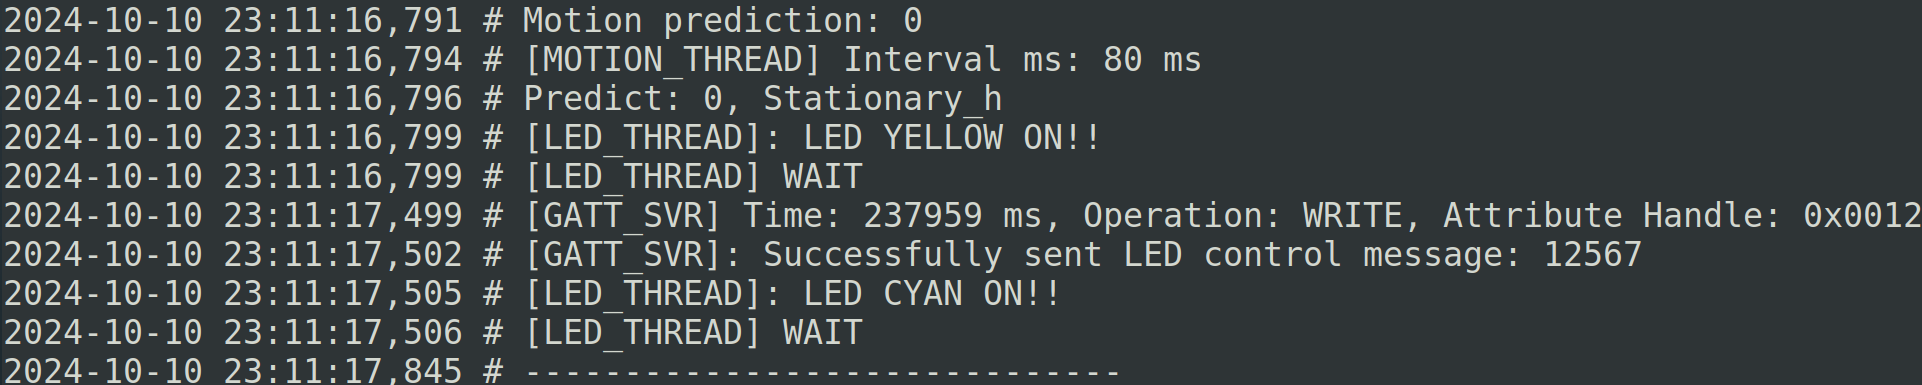 2024-10-10 23:11:16,791 # Motion prediction: 0
2024-10-10 23:11:16,794 # [MOTION_THREAD] Interval ms: 80 ms
2024-10-10 23:11:16,796 # Predict: 0, Stationary_h
2024-10-10 23:11:16,799 # [LED_THREAD]: LED YELLOW ON!!
2024-10-10 23:11:16,799 # [LED_THREAD] WAIT
2024-10-10 23:11:17,499 # [GATT_SVR] Time: 237959 ms, Operation: WRITE, Attribute Handle: 0x0012
2024-10-10 23:11:17,502 # [GATT_SVR]: Successfully sent LED control message: 12567
2024-10-10 23:11:17,505 # [LED_THREAD]: LED CYAN ON!!
2024-10-10 23:11:17,506 # [LED_THREAD] WAIT
2024-10-10 23:11:17,845 # ------------------------------